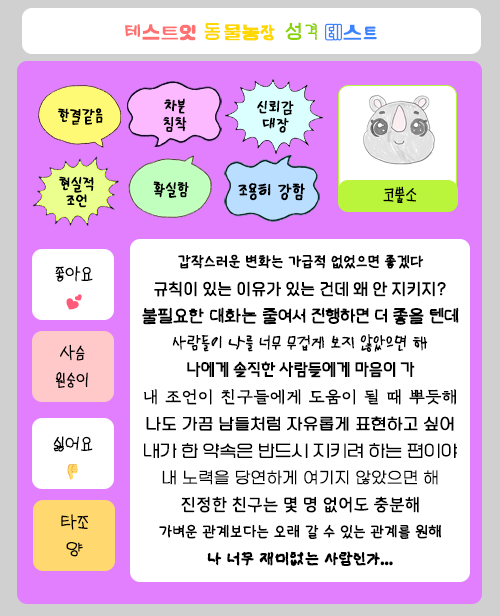 테스트잇 동물농장 성격 테스트
한결같음
차분
침착
신뢰감
대장
현실적
조언
확실함
조용히 강함
코뿔소
좋아요
사슴
원숭이
싫어요
타조
양
갑작스러운 변화는 가급적 없었으면 좋겠다
규칙이 있는 이유가 있는 건데 왜 안 지키지?
불필요한 대화는 줄여서 진행하면 더 좋을 텐데
사람들이 나를 너무 무겁게 보지 않았으면 해
나에게 솔직한 사람들에게 마음이 가
내 조언이 친구들에게 도움이 될 때 뿌듯해
나도 가끔 남들처럼 자유롭게 표현하고 싶어
내가 한 약속은 반드시 지키려 하는 편이야
내 노력을 당연하게 여기지 않았으면 해
진정한 친구는 몇 명 없어도 충분해
가벼운 관계보다는 오래 갈 수 있는 관계를 원해
나 너무 재미없는 사람인가...